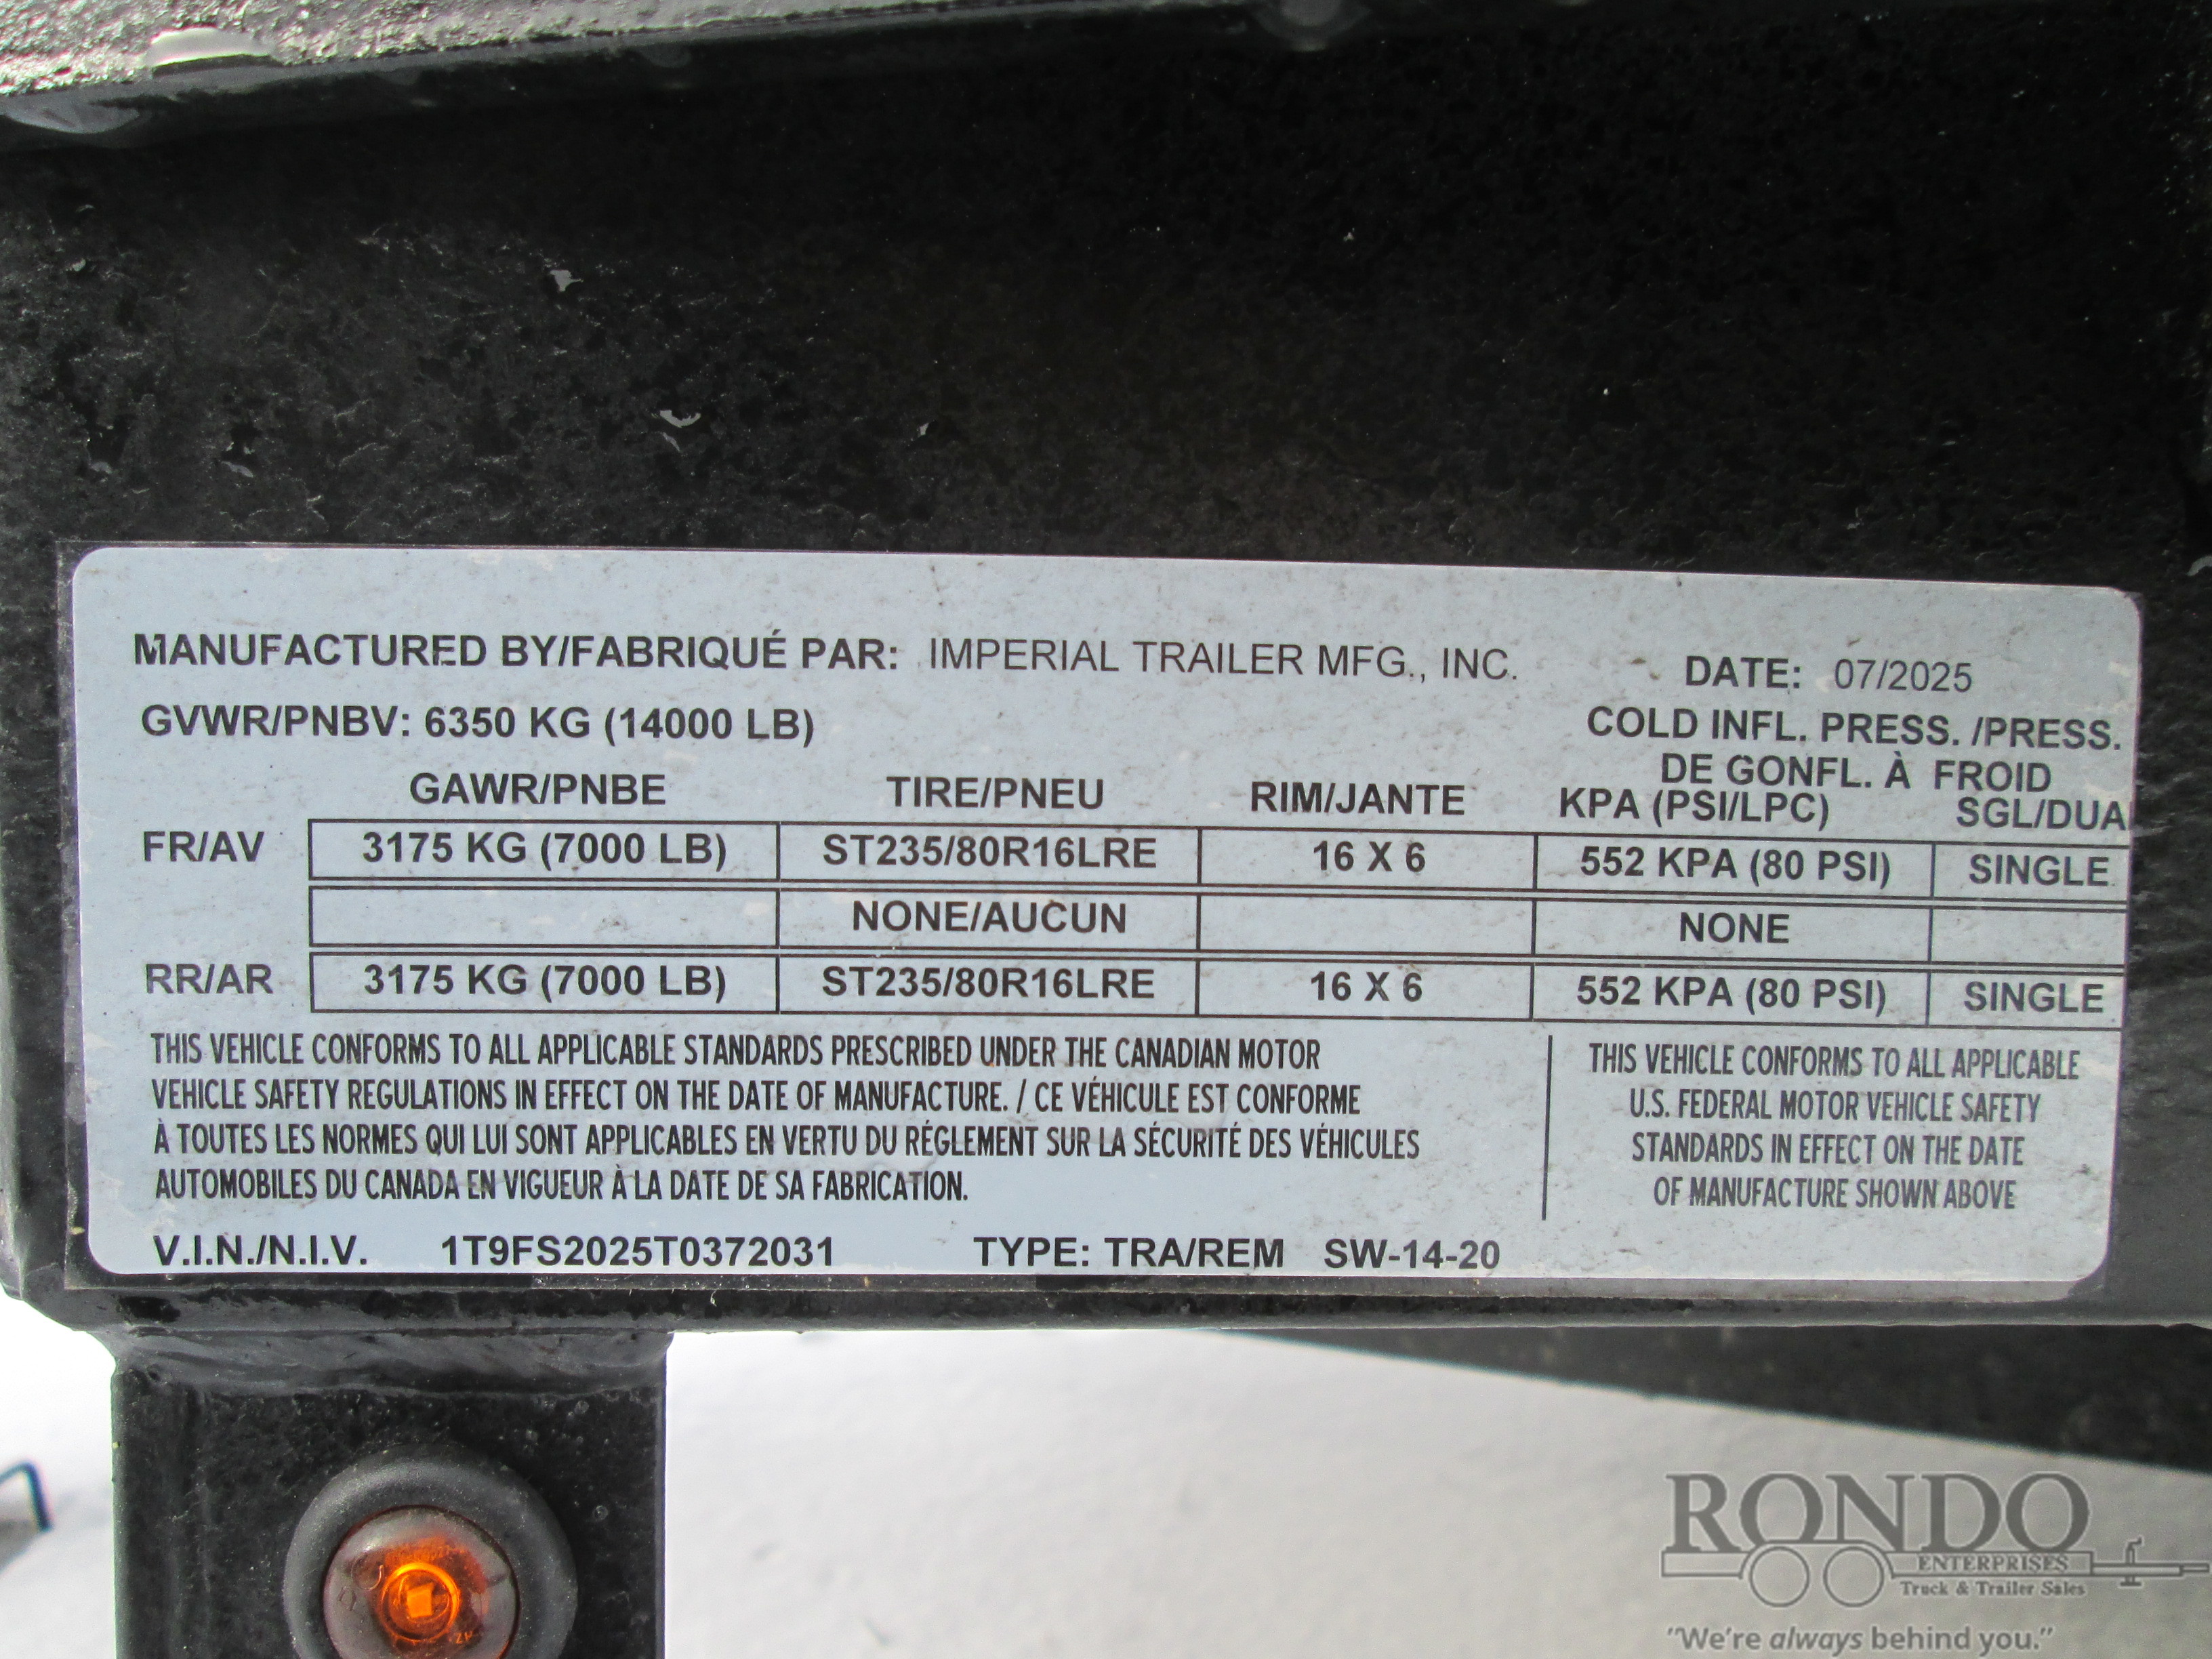 MANUFACTURED BY/FABRIQUÉ PAR: IMPERIAL TRAILER MFG., INC. DATE: 07/2025
GVWR/PNBV: 6350 KG (14000 LB) COLD INFL. PRESS. /PRESS.
DE GONFL. À FROID
GAWR/PNBE TIRE/PNEU RIM/JANTE KPA (PSI/LPC) SGL/DUAL
FR/AV 3175 KG (7000 LB) ST235/80R16LRE 16 X 6 552 KPA (80 PSI) SINGLE
NONE/AUCUN NONE
RR/AR 3175 KG (7000 LB) ST235/80R16LRE 16 X 6 552 KPA (80 PSI) SINGLE
THIS VEHICLE CONFORMS TO ALL APPLICABLE STANDARDS PRESCRIBED UNDER THE CANADIAN MOTOR
VEHICLE SAFETY REGULATIONS IN EFFECT ON THE DATE OF MANUFACTURE. / CE VÉHICULE EST CONFORME
À TOUTES LES NORMES QUI LUI SONT APPLICABLES EN VERTU DU RÉGLEMENT SUR LA SÉCURITÉ DES VÉHICULES
AUTOMOBILES DU CANADA EN VIGUEUR À LA DATE DE SA FABRICATION.
THIS VEHICLE CONFORMS TO ALL APPLICABLE
U.S. FEDERAL MOTOR VEHICLE SAFETY
STANDARDS IN EFFECT ON THE DATE
OF MANUFACTURE SHOWN ABOVE
V.I.N./N.I.V. 1T9FS2025T0372031 TYPE: TRA/REM SW-14-20
RONDO
ENTERPRISES
Truck & Trailer Sales
"We're always behind you."